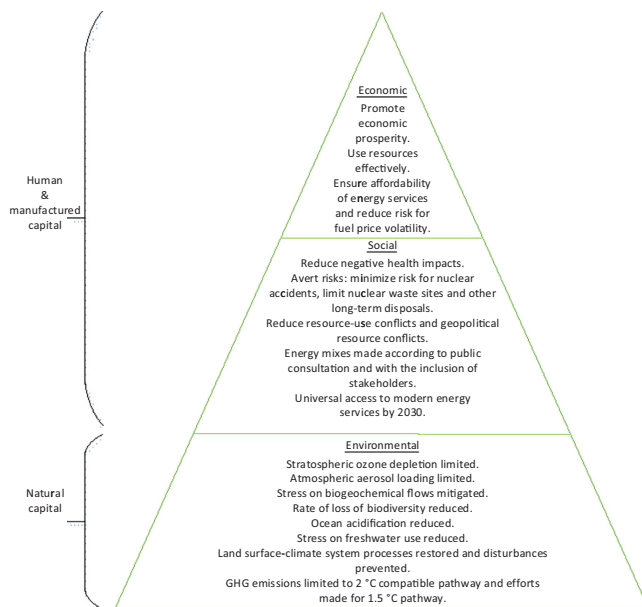 Economic
Promote
economic
prosperity.
Use resources
effectively.
Ensure affordability
of energy services
and reduce risk for
fuel price volatility.
Human
&
manufactured
capital
Social
Reduce negative health impacts.
Avert risks: minimize risk for nuclear
accidents, limit nuclear waste sites and other
long-term disposals.
Reduce resource-use conflicts and geopolitical
resource conflicts.
Energy mixes made according to public
consultation and with the inclusion of
stakeholders.
Universal access to modern energy
services by 2030.
Environmental
Stratospheric ozone depletion limited.
Atmospheric aerosol loading limited.
Stress on biogeochemical flows mitigated.
Rate of loss of biodiversity reduced.
Ocean acidification reduced.
Stress on freshwater use reduced.
Land surface-climate system processes restored and disturbances
prevented.
GHG emissions limited to 2 °C compatible pathway and efforts
made for 1.5 °C pathway.
Natural
capital